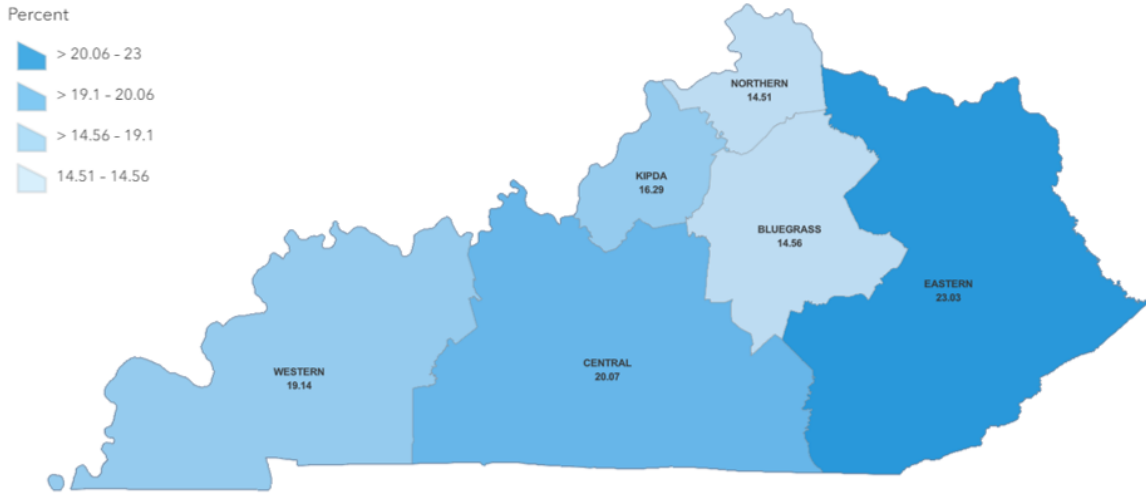 Percent
> 20.06 - 23
> 19.1 - 20.06
> 14.56 - 19.1
14.51 - 14.56
NORTHERN
14.51
KIPDA
16.29
BLUEGRASS
14.56
EASTERN
23.03
CENTRAL
20.07
WESTERN
19.14